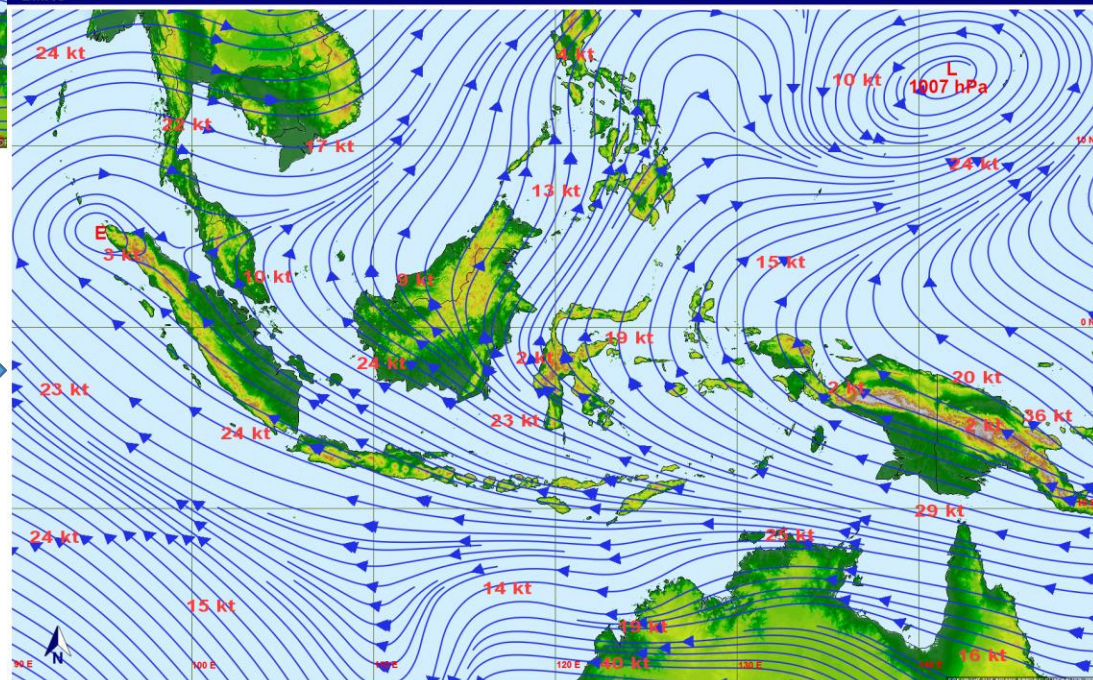 24 kt
4 kt
10 kt
L
1007 hPa
22 kt
17 kt
10 N
24 kt
13 kt
E
3 kt
10 kt
9 kt
15 kt
0 N
19 kt
2 kt
24 kt
23 kt
20 kt
2 kt
36 kt
2 kt
24 kt
23 kt
29 kt
24 kt
25 kt
14 kt
15 kt
19 kt
40 kt
16 kt
N
90 E
100 E
120 E
130 E